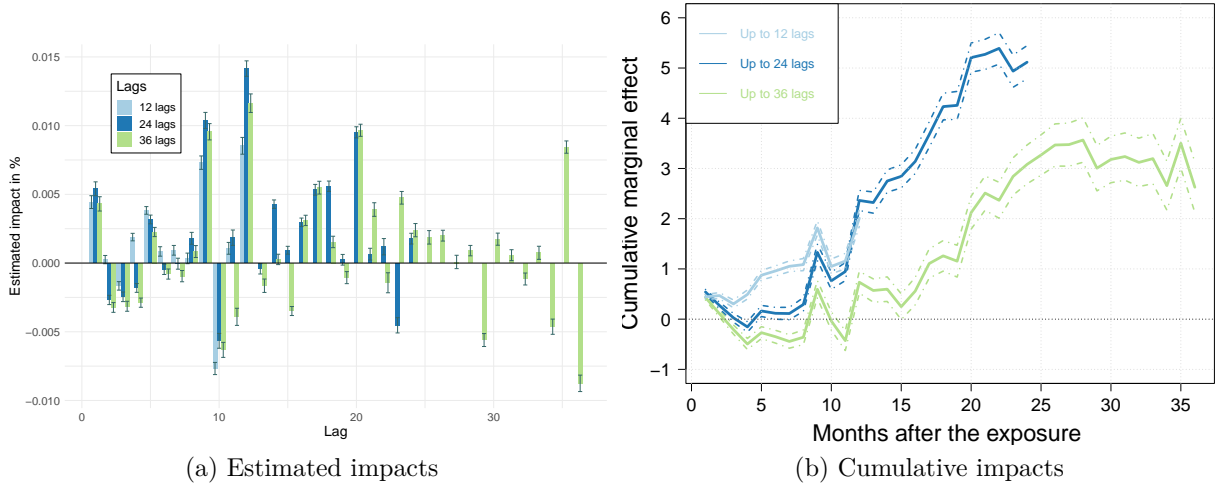 Estimated impact in %
0.015
0.010
0.005
0.000
−0.005
−0.010
Lags
12 lags
24 lags
36 lags
0
10
20
30
Lag
(a) Estimated impacts
Cumulative marginal effect
6
5
4
3
2
1
0
−1
Up to 12 lags
Up to 24 lags
Up to 36 lags
0
5
10
15
20
25
30
35
Months after the exposure
(b) Cumulative impacts